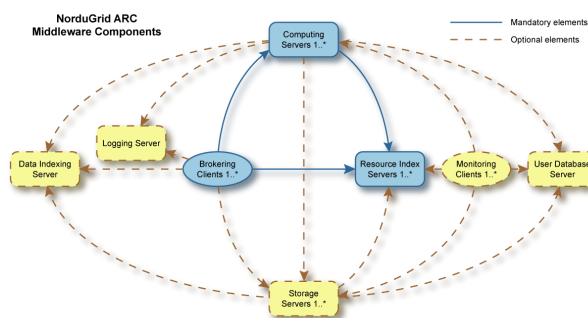 NorduGrid ARC
Middleware Components
Computing
Servers 1..*
Mandatory elements
Optional elements
Logging Server
Data Indexing
Server
Brokering
Clients 1..*
Resource Index
Servers 1..*
Monitoring
Clients 1..*
User Database
Server
Storage
Servers 1..*